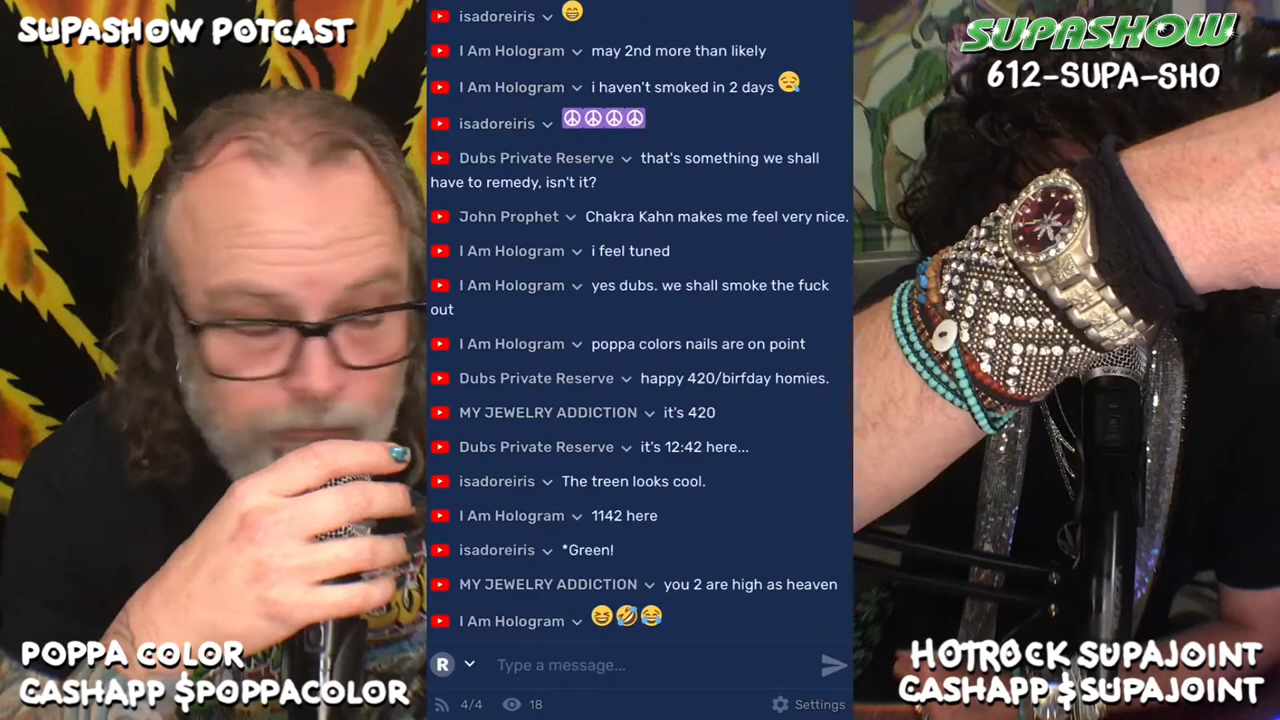 SUPASHOW POTCAST
isadoreiris 😁
I Am Hologram may 2nd more than likely
I Am Hologram i haven't smoked in 2 days 😪
isadoreiris ☮☮☮☮
Dubs Private Reserve that's something we shall
have to remedy, isn't it?
John Prophet Chakra Kahn makes me feel very nice.
I Am Hologram i feel tuned
I Am Hologram yes dubs. we shall smoke the fuck
out
I Am Hologram poppa colors nails are on point
Dubs Private Reserve happy 420/birfday homies.
MY JEWELRY ADDICTION it's 420
Dubs Private Reserve it's 12:42 here...
isadoreiris The treen looks cool.
I Am Hologram 1142 here
isadoreiris *Green!
MY JEWELRY ADDICTION you 2 are high as heaven
I Am Hologram 😆🤣😂
R Type a message...
4/4 18 Settings
SUPASHOW
612-SUPA-SHO
POPPA COLOR
CASHAPP $POPPACOLOR
HOTROCK SUPAJOINT
CASHAPP $SUPAJOINT